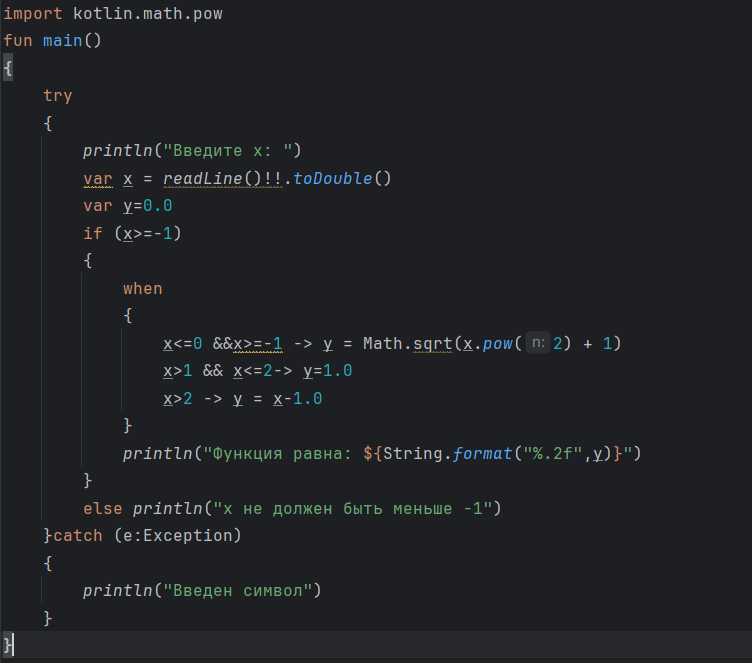 import kotlin.math.pow
fun main()
{
    try
    {
        println("Введите x: ")
        var x = readLine()!!.toDouble()
        var y=0.0
        if (x>=-1)
        {
            when
            {
                x<=0 &&x>=-1 -> y = Math.sqrt(x.pow( n: 2) + 1)
                x>1 && x<=2-> y=1.0
                x>2 -> y = x-1.0
            }
            println("Функция равна: ${String.format("%.2f",y)}")
        }
        else println("x не должен быть меньше -1")
    }catch (e:Exception)
    {
        println("Введен символ")
    }
}